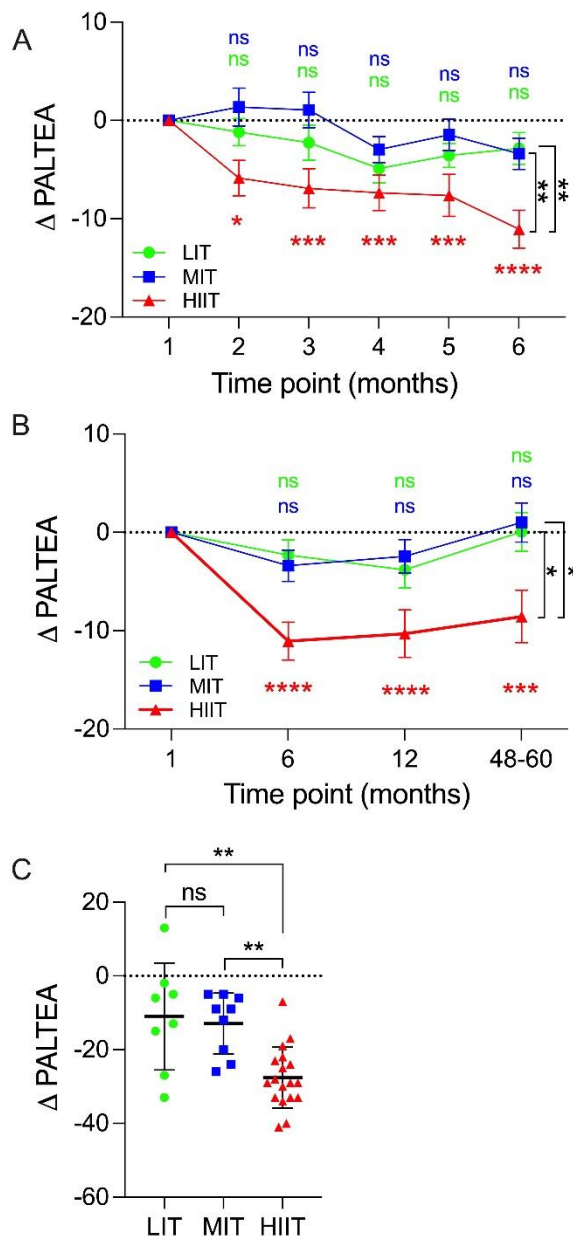 A
10
0
-10
-20
Δ PALTEA
ns ns ns ns ns
ns ns ns ns ns
* *** *** *** ****
** **
LIT
MIT
HIIT
1 2 3 4 5 6
Time point (months)
B
10
0
-10
-20
Δ PALTEA
ns ns ns
ns ns ns
**** **** ***
* *
LIT
MIT
HIIT
1 6 12 48-60
Time point (months)
C
20
0
-20
-40
-60
Δ PALTEA
**
ns
**
LIT MIT HIIT